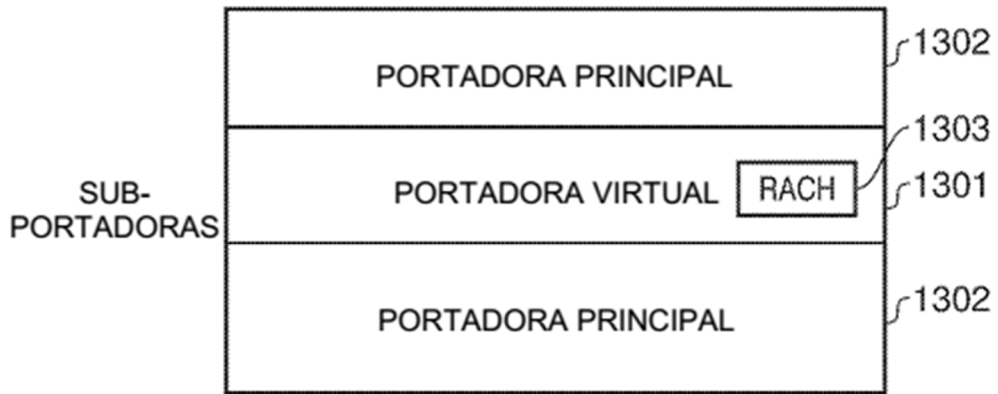 PORTADORA PRINCIPAL
1302
1303
SUB-
PORTADORAS
PORTADORA VIRTUAL
RACH
1301
PORTADORA PRINCIPAL
1302